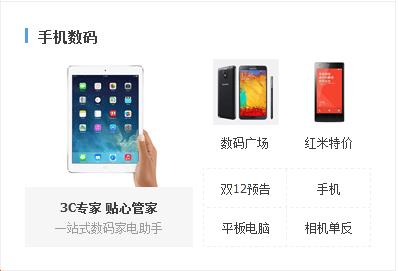 手机数码
数码广场 红米特价
3C专家 贴心管家
一站式数码家电助手
双12预告 手机
平板电脑 相机单反